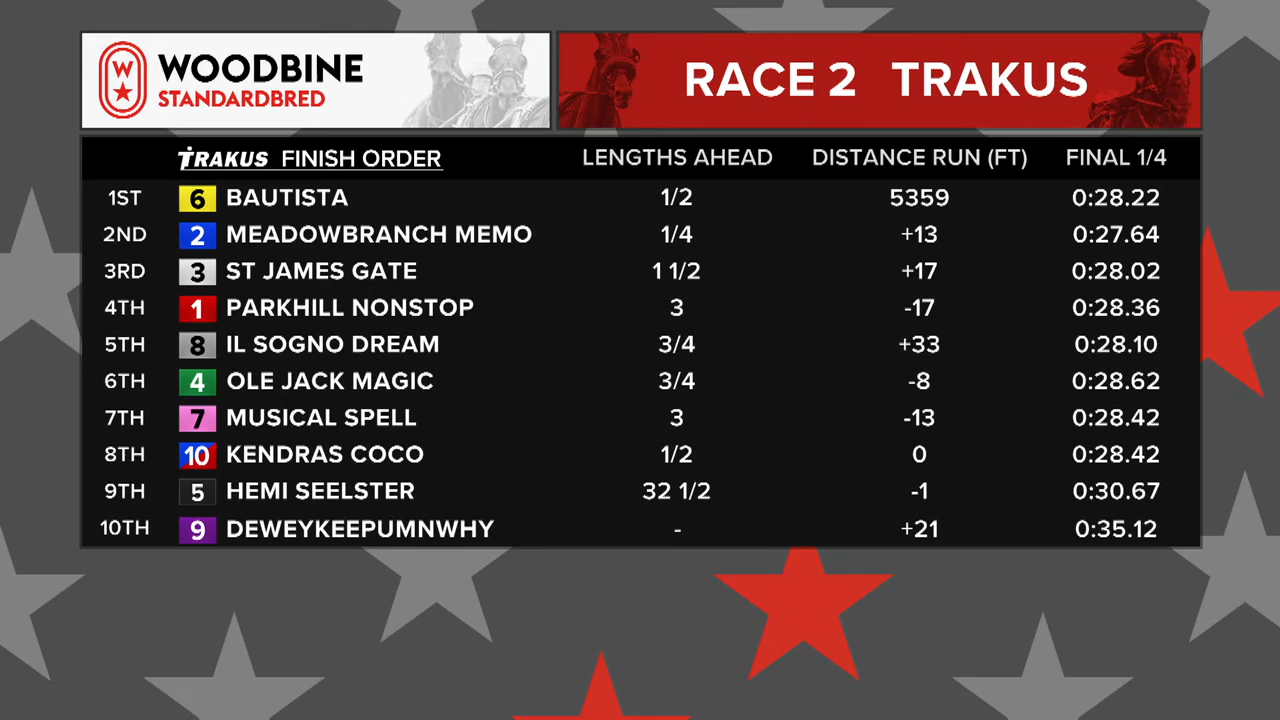 W
WOODBINE
STANDARDBRED
RACE 2 TRAKUS
TRAKUS FINISH ORDER LENGTHS AHEAD DISTANCE RUN (FT) FINAL 1/4
1ST 6 BAUTISTA 1/2 5359 0:28.22
2ND 2 MEADOWBRANCH MEMO 1/4 +13 0:27.64
3RD 3 ST JAMES GATE 1 1/2 +17 0:28.02
4TH 1 PARKHILL NONSTOP 3 -17 0:28.36
5TH 8 IL SOGNO DREAM 3/4 +33 0:28.10
6TH 4 OLE JACK MAGIC 3/4 -8 0:28.62
7TH 7 MUSICAL SPELL 3 -13 0:28.42
8TH 10 KENDRAS COCO 1/2 0 0:28.42
9TH 5 HEMI SEELSTER 32 1/2 -1 0:30.67
10TH 9 DEWEYKEEPUMNWHY - +21 0:35.12